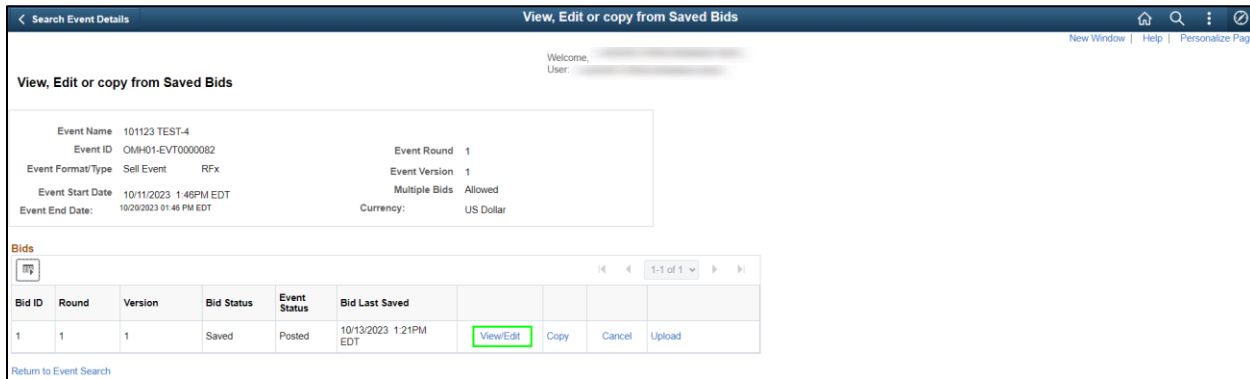 Search Event Details
View, Edit or copy from Saved Bids
New Window | Help | Personalize Pag
Welcome,
User:
View, Edit or copy from Saved Bids
Event Name 101123 TEST-4
Event ID OMH01-EVT0000082
Event Round 1
Event Format/Type Sell Event RFx
Event Version 1
Event Start Date 10/11/2023 1:46PM EDT
Multiple Bids Allowed
Event End Date: 10/20/2023 01:46 PM EDT
Currency: US Dollar
Bids
1-1 of 1
Bid ID Round Version Bid Status Event Status Bid Last Saved
1 1 1 Saved Posted 10/13/2023 1:21PM EDT View/Edit Copy Cancel Upload
Return to Event Search